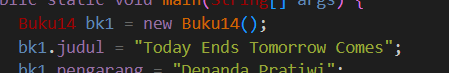 blic static void main(String[] args) {
Buku14 bk1 = new Buku14();
bk1.judul = "Today Ends Tomorrow Comes";
bk1.pengarang = "Denanda Pratiwi";